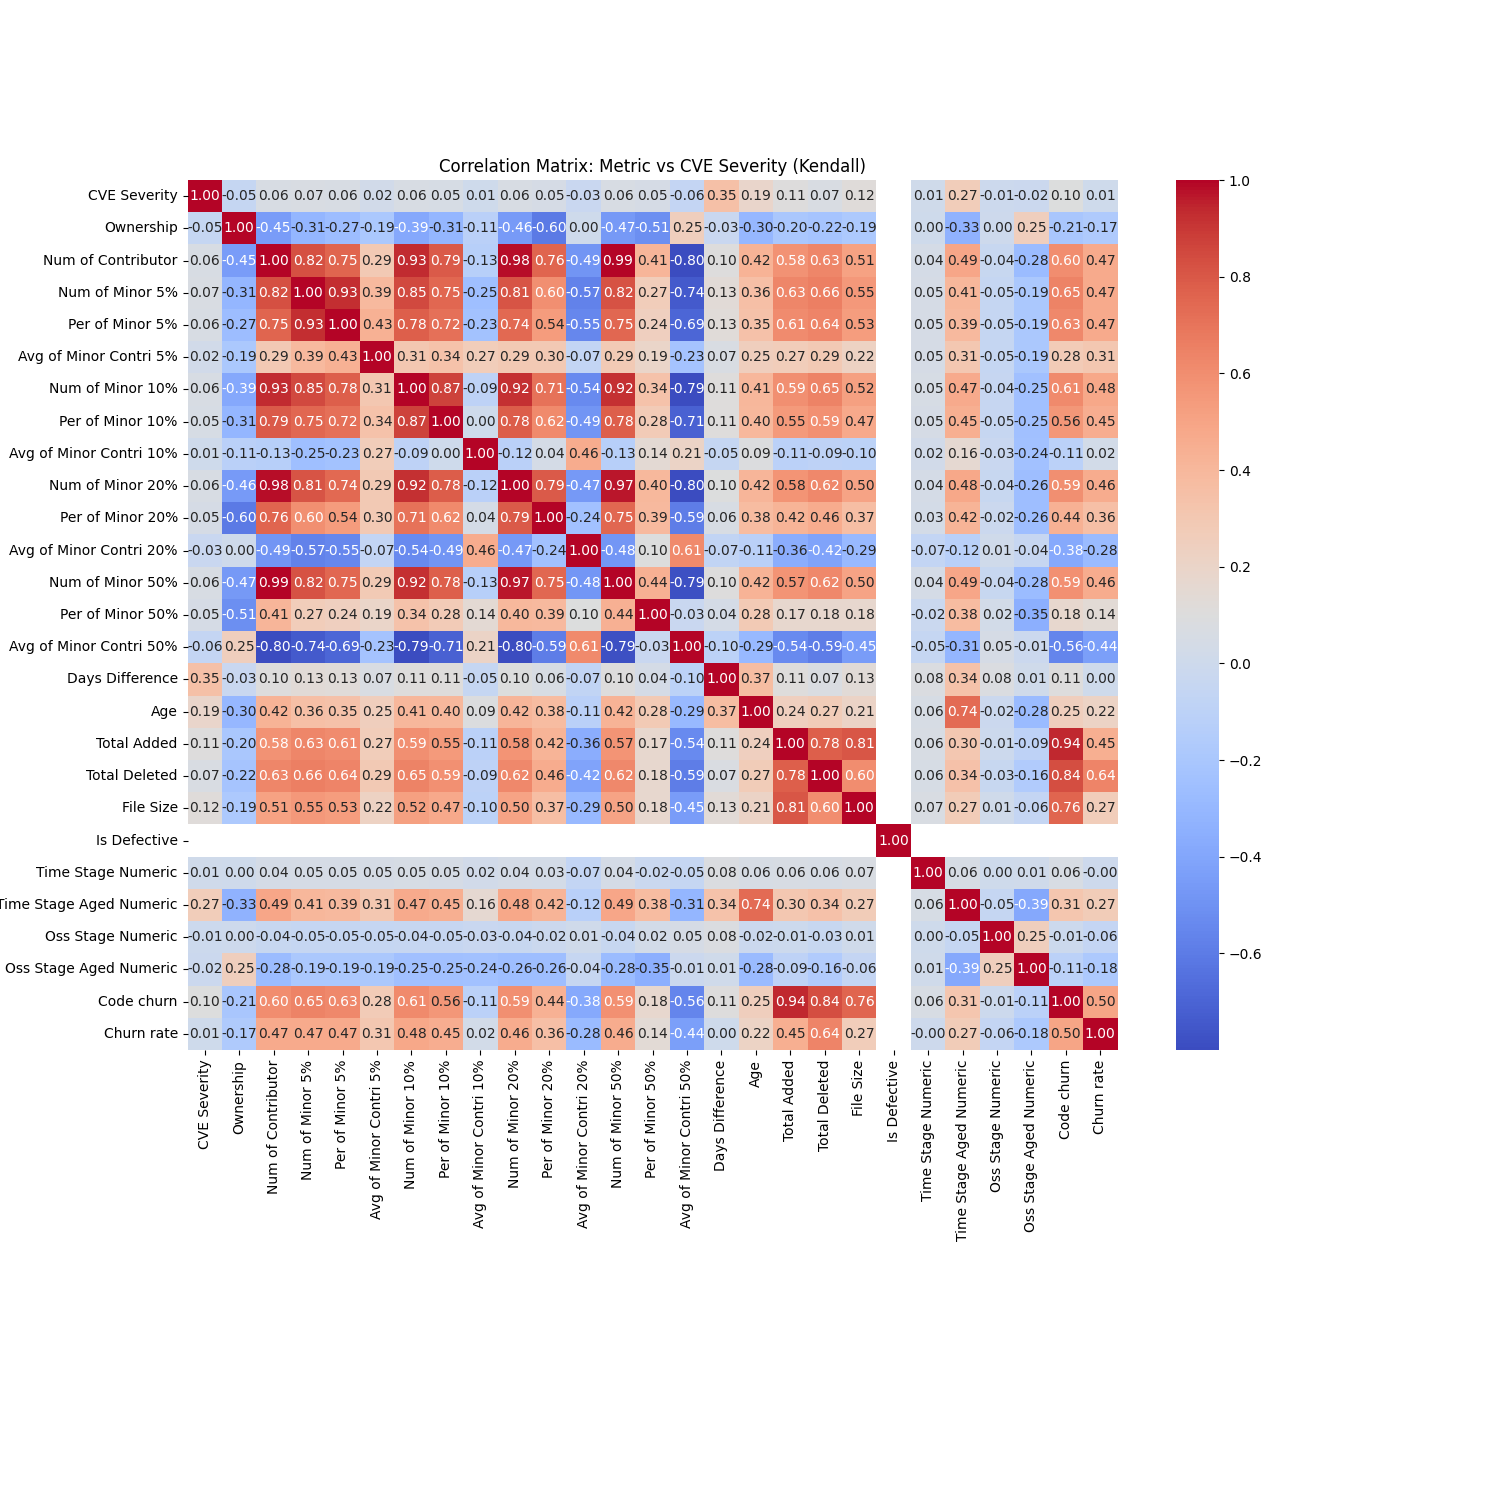 Correlation Matrix: Metric vs CVE Severity (Kendall)
CVE Severity 1.00 -0.05 0.06 0.07 0.06 0.02 0.06 0.05 0.01 0.06 0.05 -0.03 0.06 0.05 -0.06 0.35 0.19 0.11 0.07 0.12 0.01 0.27 -0.01 -0.02 0.10 0.01
Ownership -0.05 1.00 -0.45 -0.31 -0.27 -0.19 -0.39 -0.31 -0.11 -0.46 -0.60 0.00 -0.47 -0.51 0.25 -0.03 -0.30 -0.20 -0.22 -0.19 0.00 -0.33 0.00 0.25 -0.21 -0.17
Num of Contributor 0.06 -0.45 1.00 0.82 0.75 0.29 0.93 0.79 -0.13 0.98 0.76 -0.49 0.99 0.41 -0.80 0.10 0.42 0.58 0.63 0.51 0.04 0.49 -0.04 -0.28 0.60 0.47
Num of Minor 5% 0.07 -0.31 0.82 1.00 0.93 0.39 0.85 0.75 -0.25 0.81 0.60 -0.57 0.82 0.27 -0.74 0.13 0.36 0.63 0.66 0.55 0.05 0.41 -0.05 -0.19 0.65 0.47
Per of Minor 5% 0.06 -0.27 0.75 0.93 1.00 0.43 0.78 0.72 -0.23 0.74 0.54 -0.55 0.75 0.24 -0.69 0.13 0.35 0.61 0.64 0.53 0.05 0.39 -0.05 -0.19 0.63 0.47
Avg of Minor Contri 5% 0.02 -0.19 0.29 0.39 0.43 1.00 0.31 0.34 0.27 0.29 0.30 -0.07 0.29 0.19 -0.23 0.07 0.25 0.27 0.29 0.22 0.05 0.31 -0.05 -0.19 0.28 0.31
Num of Minor 10% 0.06 -0.39 0.93 0.85 0.78 0.31 1.00 0.87 -0.09 0.92 0.71 -0.54 0.92 0.34 -0.79 0.11 0.41 0.59 0.65 0.52 0.05 0.47 -0.04 -0.25 0.61 0.48
Per of Minor 10% 0.05 -0.31 0.79 0.75 0.72 0.34 0.87 1.00 0.00 0.78 0.62 -0.49 0.78 0.28 -0.71 0.11 0.40 0.55 0.59 0.47 0.05 0.45 -0.05 -0.25 0.56 0.45
Avg of Minor Contri 10% 0.01 -0.11 -0.13 -0.25 -0.23 0.27 -0.09 0.00 1.00 -0.12 0.04 0.46 -0.13 0.14 0.21 -0.05 0.09 -0.11 -0.09 -0.10 0.02 0.16 -0.03 -0.24 -0.11 0.02
Num of Minor 20% 0.06 -0.46 0.98 0.81 0.74 0.29 0.92 0.78 -0.12 1.00 0.79 -0.47 0.97 0.40 -0.80 0.10 0.42 0.58 0.62 0.50 0.04 0.48 -0.04 -0.26 0.59 0.46
Per of Minor 20% 0.05 -0.60 0.76 0.60 0.54 0.30 0.71 0.62 0.04 0.79 1.00 -0.24 0.75 0.39 -0.59 0.06 0.38 0.42 0.46 0.37 0.03 0.42 -0.02 -0.26 0.44 0.36
Avg of Minor Contri 20% -0.03 0.00 -0.49 -0.57 -0.55 -0.07 -0.54 -0.49 0.46 -0.47 -0.24 1.00 -0.48 0.10 0.61 -0.07 -0.11 -0.36 -0.42 -0.29 -0.07 -0.12 0.01 -0.04 -0.38 -0.28
Num of Minor 50% 0.06 -0.47 0.99 0.82 0.75 0.29 0.92 0.78 -0.13 0.97 0.75 -0.48 1.00 0.44 -0.79 0.10 0.42 0.57 0.62 0.50 0.04 0.49 -0.04 -0.28 0.59 0.46
Per of Minor 50% 0.05 -0.51 0.41 0.27 0.24 0.19 0.34 0.28 0.14 0.40 0.39 0.10 0.44 1.00 -0.03 0.04 0.28 0.17 0.18 0.18 -0.02 0.38 0.02 -0.35 0.18 0.14
Avg of Minor Contri 50% -0.06 0.25 -0.80 -0.74 -0.69 -0.23 -0.79 -0.71 0.21 -0.80 -0.59 0.61 -0.79 -0.03 1.00 -0.10 -0.29 -0.54 -0.59 -0.45 -0.05 -0.31 0.05 -0.01 -0.56 -0.44
Days Difference 0.35 -0.03 0.10 0.13 0.13 0.07 0.11 0.11 -0.05 0.10 0.06 -0.07 0.10 0.04 -0.10 1.00 0.37 0.11 0.07 0.13 0.08 0.34 0.08 0.01 0.11 0.00
Age 0.19 -0.30 0.42 0.36 0.35 0.25 0.41 0.40 0.09 0.42 0.38 -0.11 0.42 0.28 -0.29 0.37 1.00 0.24 0.27 0.21 0.06 0.74 -0.02 -0.28 0.25 0.22
Total Added 0.11 -0.20 0.58 0.63 0.61 0.27 0.59 0.55 -0.11 0.58 0.42 -0.36 0.57 0.17 -0.54 0.11 0.24 1.00 0.78 0.81 0.06 0.30 -0.01 -0.09 0.94 0.45
Total Deleted 0.07 -0.22 0.63 0.66 0.64 0.29 0.65 0.59 -0.09 0.62 0.46 -0.42 0.62 0.18 -0.59 0.07 0.27 0.78 1.00 0.60 0.06 0.34 -0.03 -0.16 0.84 0.64
File Size 0.12 -0.19 0.51 0.55 0.53 0.22 0.52 0.47 -0.10 0.50 0.37 -0.29 0.50 0.18 -0.45 0.13 0.21 0.81 0.60 1.00 0.07 0.27 0.01 -0.06 0.76 0.27
Is Defective 1.00
Time Stage Numeric 0.01 0.00 0.04 0.05 0.05 0.05 0.05 0.05 0.02 0.04 0.03 -0.07 0.04 -0.02 -0.05 0.08 0.06 0.06 0.06 0.07 1.00 0.06 0.00 0.01 0.06 -0.00
Time Stage Aged Numeric 0.27 -0.33 0.49 0.41 0.39 0.31 0.47 0.45 0.16 0.48 0.42 -0.12 0.49 0.38 -0.31 0.34 0.74 0.30 0.34 0.27 0.06 1.00 -0.05 -0.39 0.31 0.27
Oss Stage Numeric -0.01 0.00 -0.04 -0.05 -0.05 -0.05 -0.04 -0.05 -0.03 -0.04 -0.02 0.01 -0.04 0.02 0.05 0.08 -0.02 -0.01 -0.03 0.01 0.00 -0.05 1.00 0.25 -0.01 -0.06
Oss Stage Aged Numeric -0.02 0.25 -0.28 -0.19 -0.19 -0.19 -0.25 -0.25 -0.24 -0.26 -0.26 -0.04 -0.28 -0.35 -0.01 0.01 -0.28 -0.09 -0.16 -0.06 0.01 -0.39 0.25 1.00 -0.11 -0.18
Code churn 0.10 -0.21 0.60 0.65 0.63 0.28 0.61 0.56 -0.11 0.59 0.44 -0.38 0.59 0.18 -0.56 0.11 0.25 0.94 0.84 0.76 0.06 0.31 -0.01 -0.11 1.00 0.50
Churn rate 0.01 -0.17 0.47 0.47 0.47 0.31 0.48 0.45 0.02 0.46 0.36 -0.28 0.46 0.14 -0.44 0.00 0.22 0.45 0.64 0.27 -0.00 0.27 -0.06 -0.18 0.50 1.00
CVE Severity
Ownership
Num of Contributor
Num of Minor 5%
Per of Minor 5%
Avg of Minor Contri 5%
Num of Minor 10%
Per of Minor 10%
Avg of Minor Contri 10%
Num of Minor 20%
Per of Minor 20%
Avg of Minor Contri 20%
Num of Minor 50%
Per of Minor 50%
Avg of Minor Contri 50%
Days Difference
Age
Total Added
Total Deleted
File Size
Is Defective
Time Stage Numeric
Time Stage Aged Numeric
Oss Stage Numeric
Oss Stage Aged Numeric
Code churn
Churn rate
1.0
0.8
0.6
0.4
0.2
0.0
−0.2
−0.4
−0.6